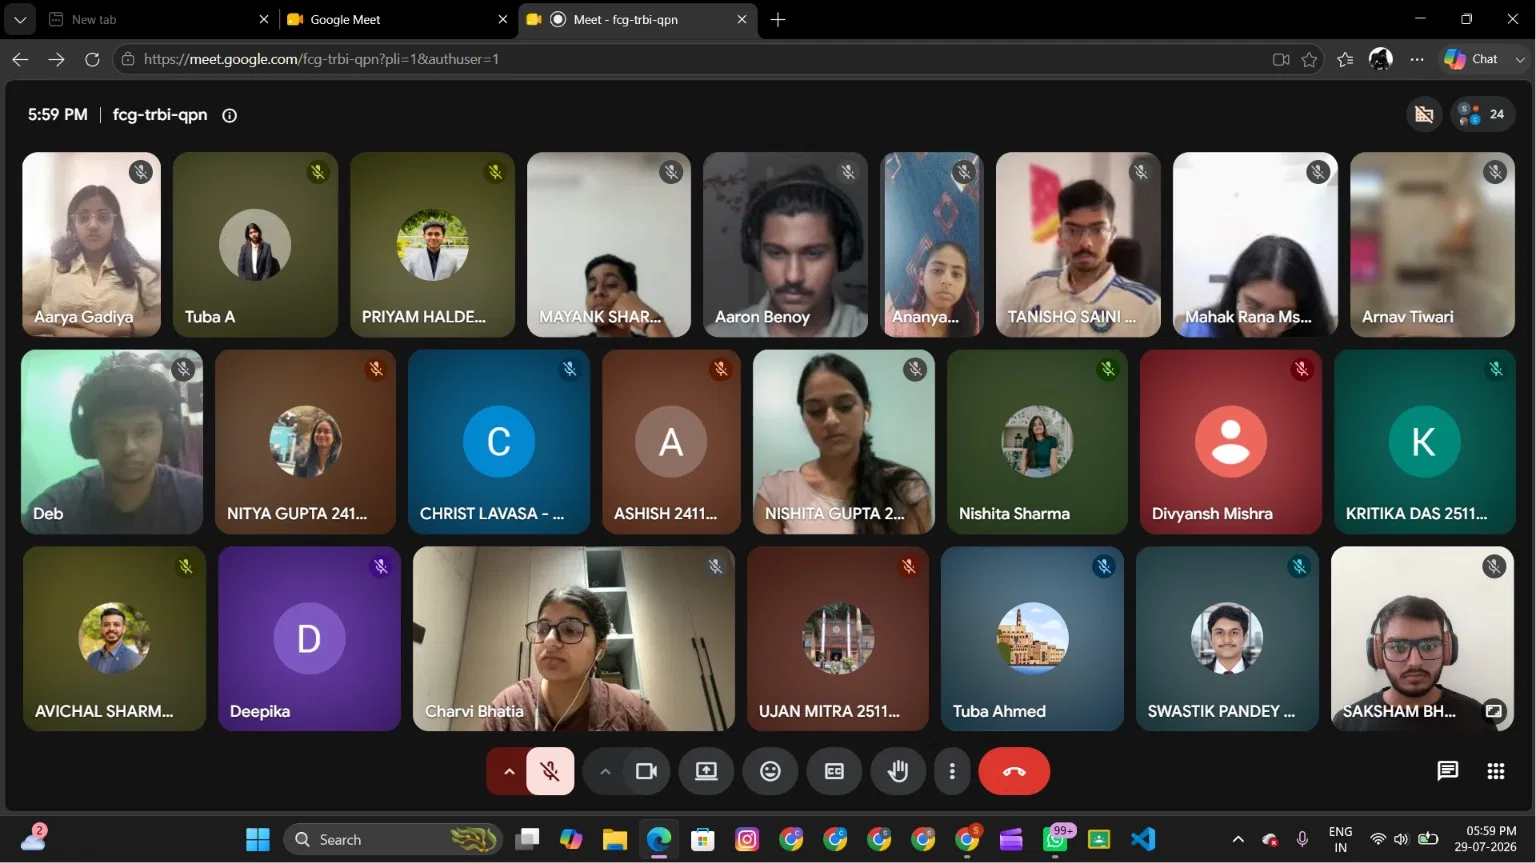 New tab
Google Meet
Meet - fcg-trbi-qpn
https://meet.google.com/fcg-trbi-qpn?pli=1&authuser=1
Chat
5:59 PM | fcg-trbi-qpn
24
Aarya Gadiya
Tuba A
PRIYAM HALDE...
MAYANK SHAR...
Aaron Benoy
Ananya...
TANISHQ SAINI ...
Mahak Rana Ms...
Arnav Tiwari
Deb
NITYA GUPTA 241...
C
CHRIST LAVASA - ...
A
ASHISH 2411...
NISHITA GUPTA 2...
Nishita Sharma
Divyansh Mishra
K
KRITIKA DAS 2511...
AVICHAL SHARM...
D
Deepika
Charvi Bhatia
UJAN MITRA 2511...
Tuba Ahmed
SWASTIK PANDEY ...
SAKSHAM BH...
2
Search
99+
ENG
IN
05:59 PM
29-07-2026